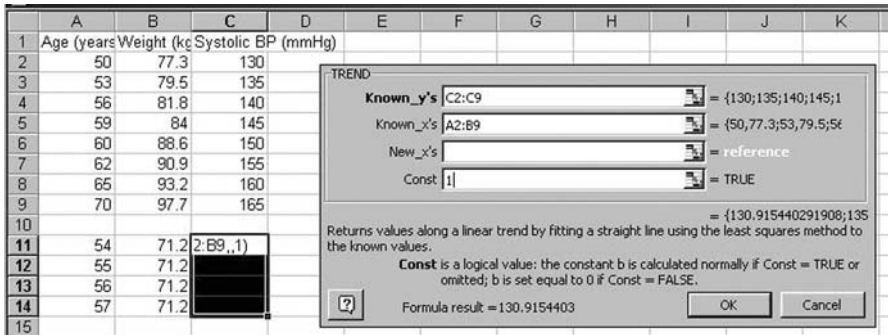 A B C D E F G H I J K
1 Age (years Weight (kg Systolic BP (mmHg)
2 50 77.3 130
3 53 79.5 135
4 56 81.8 140
5 59 84 145
6 60 88.6 150
7 62 90.9 155
8 65 93.2 160
9 70 97.7 165
10
11 54 71.2 2:B9,,1)
12 55 71.2
13 56 71.2
14 57 71.2
15
TREND
Known_y's C2:C9 = {130;135;140;145;1
Known_x's A2:B9 = {50,77.3;53,79.5;56
New_x's = reference
Const 1 = TRUE
= {130.915440291908;135
Returns values along a linear trend by fitting a straight line using the least squares method to
the known values.
Const is a logical value: the constant b is calculated normally if Const = TRUE or
omitted; b is set equal to 0 if Const = FALSE.
? Formula result =130.9154403 OK Cancel